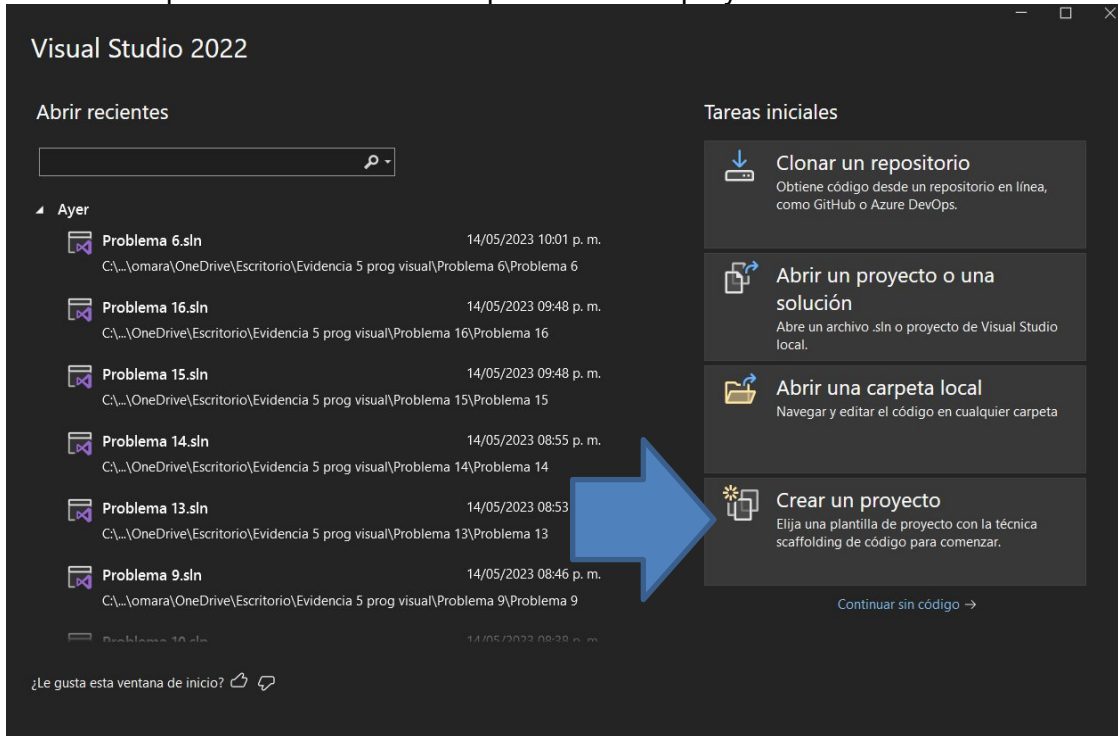 Visual Studio 2022
Abrir recientes
Ayer
Problema 6.sln 14/05/2023 10:01 p. m.
C:\...\omara\OneDrive\Escritorio\Evidencia 5 prog visual\Problema 6\Problema 6
Problema 16.sln 14/05/2023 09:48 p. m.
C:\...\OneDrive\Escritorio\Evidencia 5 prog visual\Problema 16\Problema 16
Problema 15.sln 14/05/2023 09:48 p. m.
C:\...\OneDrive\Escritorio\Evidencia 5 prog visual\Problema 15\Problema 15
Problema 14.sln 14/05/2023 08:55 p. m.
C:\...\OneDrive\Escritorio\Evidencia 5 prog visual\Problema 14\Problema 14
Problema 13.sln 14/05/2023 08:53
C:\...\OneDrive\Escritorio\Evidencia 5 prog visual\Problema 13\Problema 13
Problema 9.sln 14/05/2023 08:46 p. m.
C:\...\omara\OneDrive\Escritorio\Evidencia 5 prog visual\Problema 9\Problema 9
Problema 10.sln 14/05/2023 08:38 p. m.
¿Le gusta esta ventana de inicio?
Tareas iniciales
Clonar un repositorio
Obtiene código desde un repositorio en línea,
como GitHub o Azure DevOps.
Abrir un proyecto o una
solución
Abre un archivo .sln o proyecto de Visual Studio
local.
Abrir una carpeta local
Navegar y editar el código en cualquier carpeta
Crear un proyecto
Elija una plantilla de proyecto con la técnica
scaffolding de código para comenzar.
Continuar sin código →